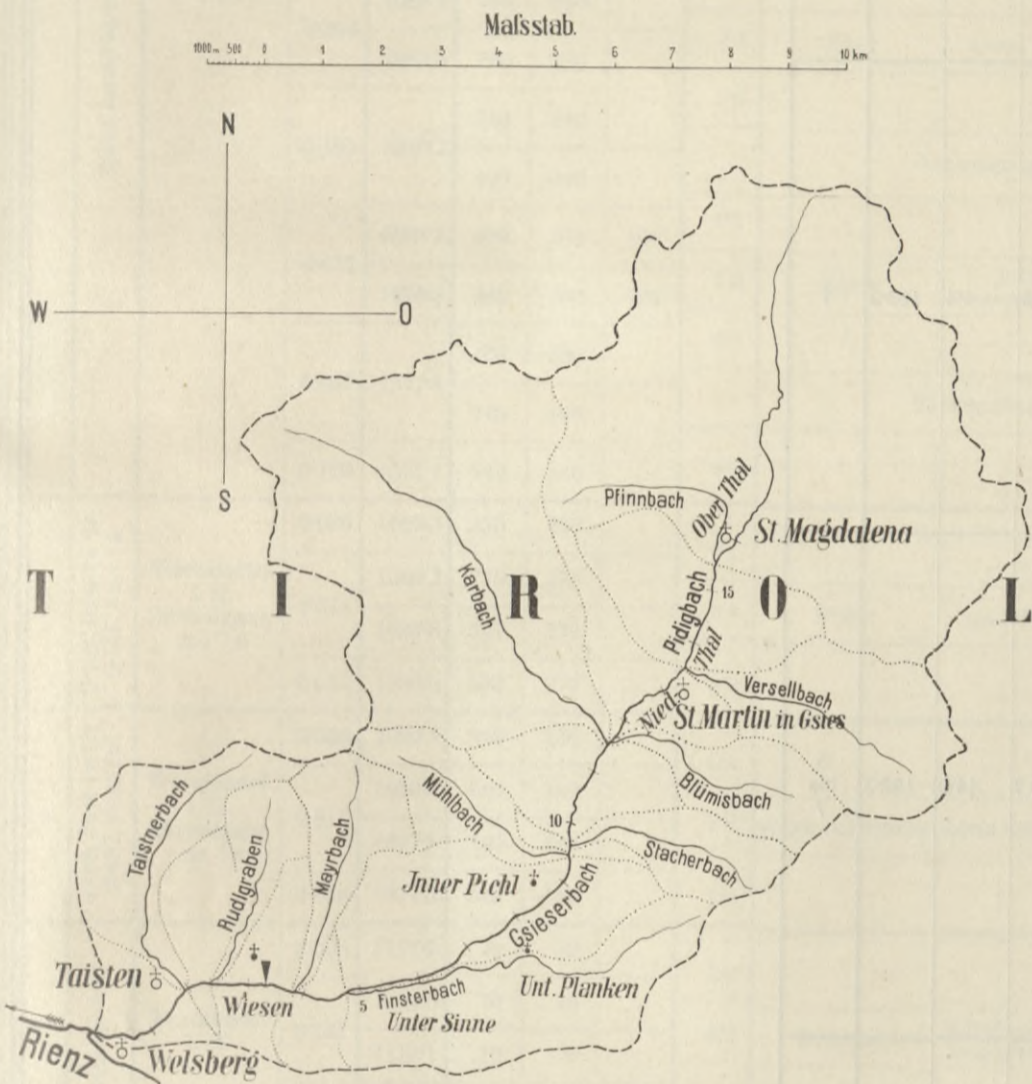 Maſsstab.
1000 m. 500 0 1 2 3 4 5 6 7 8 9 10 km
N
W
O
S
Ober Thal
Pfinnbach
St. Magdalena
T I R O L
Karbach
15
Pidigbach
Thal
Versellbach
Nied.
St. Martin in Gsies
Blümisbach
Taistnerbach
Mühlbach
10
Rudlgraben
Mayrbach
Stacherbach
Jnner Pichl
Gsieserbach
Taisten
Wiesen
5
Finsterbach
Unt. Planken
Unter Sinne
Rienz
Welsberg